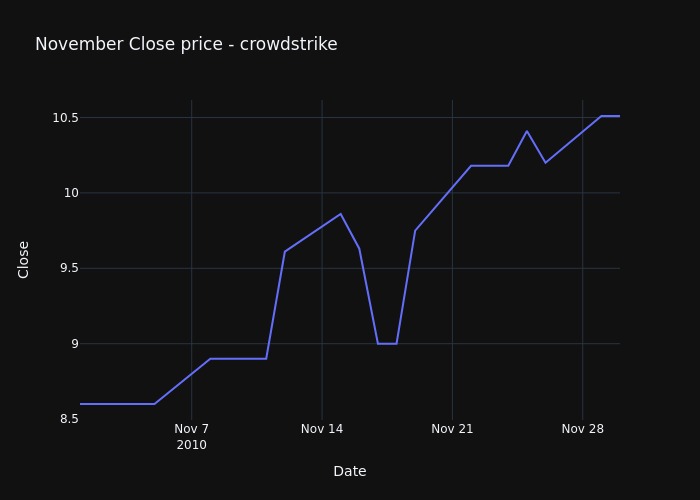 November Close price - crowdstrike
10.5
10
9.5
9
8.5
Close
Nov 7
2010
Nov 14
Nov 21
Nov 28
Date